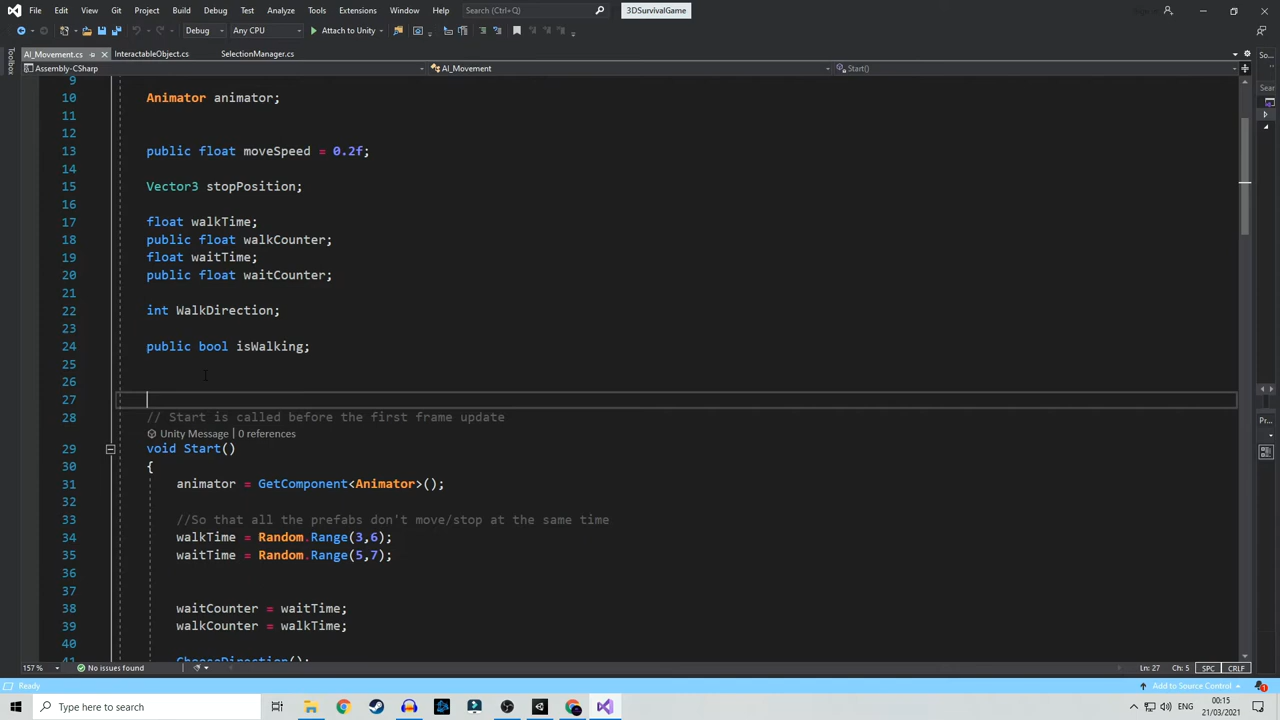 File Edit View Git Project Build Debug Test Analyze Tools Extensions Window Help Search (Ctrl+Q) 3DSurvivalGame
Debug Any CPU Attach to Unity
AI_Movement.cs InteractableObject.cs SelectionManager.cs So...
Assembly-CSharp AI_Movement Start()
Toolbox
Sear
9
10 Animator animator;
11
12
13 public float moveSpeed = 0.2f;
14
15 Vector3 stopPosition;
16
17 float walkTime;
18 public float walkCounter;
19 float waitTime;
20 public float waitCounter;
21
22 int WalkDirection;
23
24 public bool isWalking;
25
26
27
28 // Start is called before the first frame update
Unity Message | 0 references
Pr...
29 void Start()
30 {
31 animator = GetComponent<Animator>();
32
33 //So that all the prefabs don't move/stop at the same time
34 walkTime = Random.Range(3,6);
35 waitTime = Random.Range(5,7);
36
37
38 waitCounter = waitTime;
39 walkCounter = walkTime;
40
41 ChooseDirection();
157 % No issues found Ln: 27 Ch: 5 SPC CRLF
Ready Add to Source Control 1
Type here to search ENG 00:15
21/03/2021